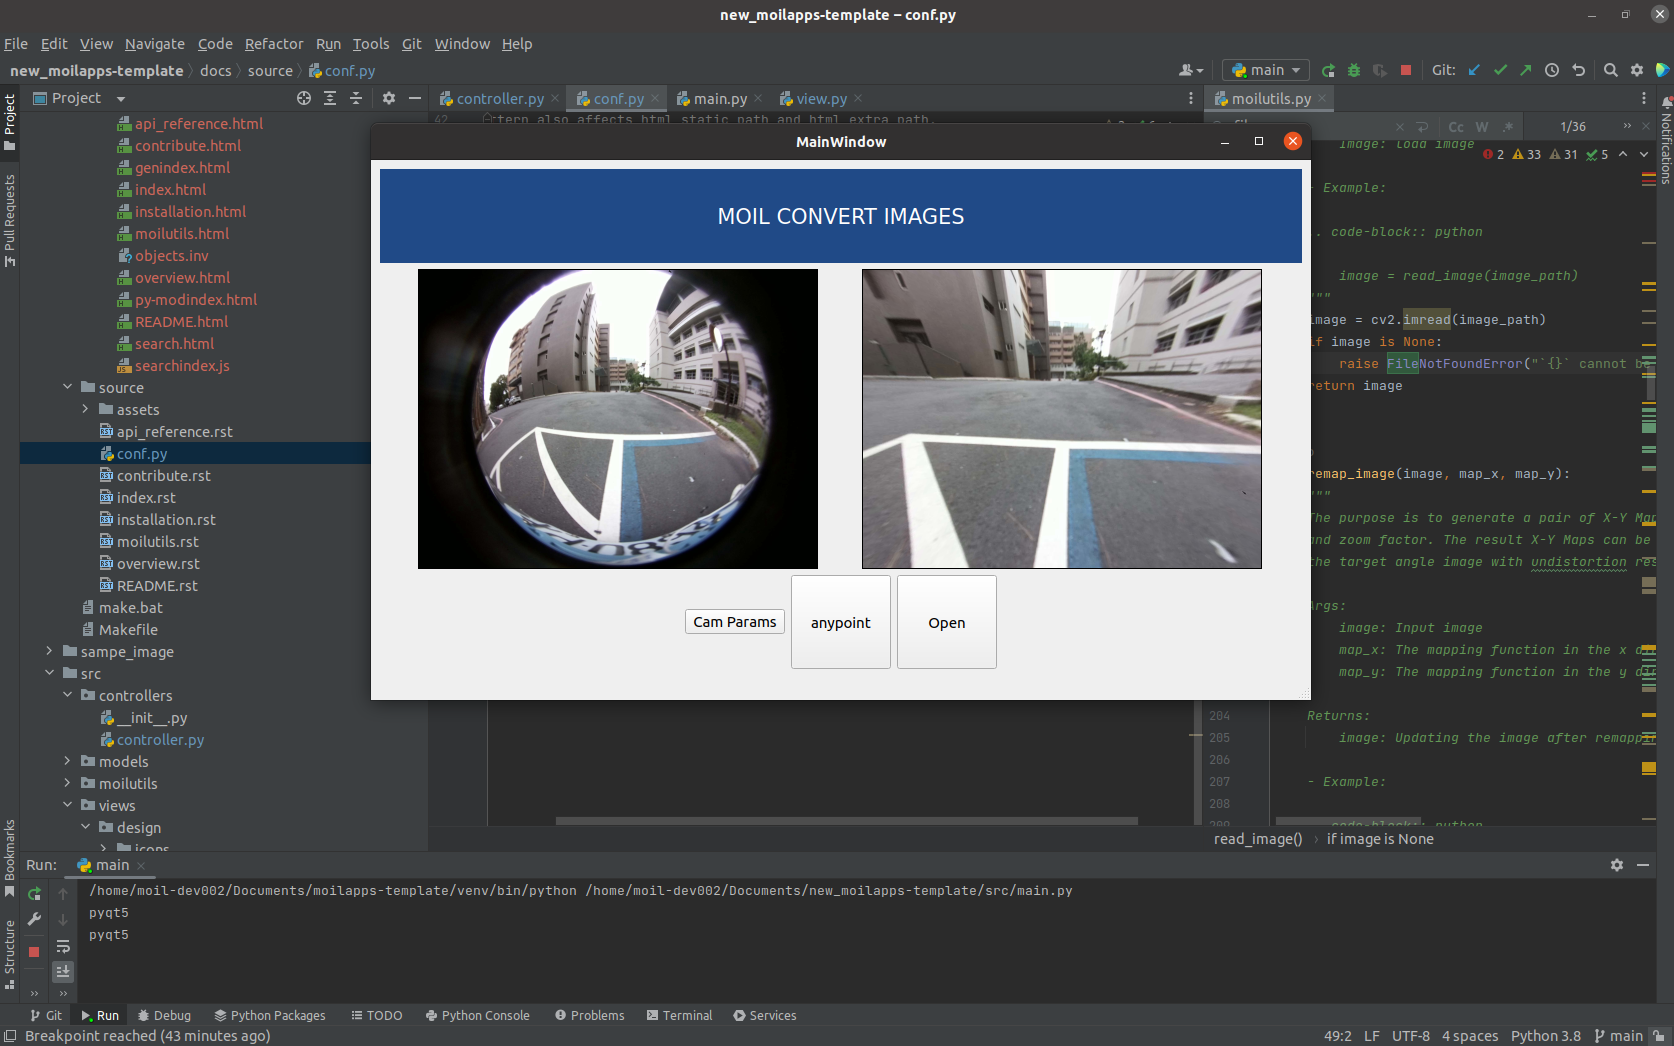 new_moilapps-template – conf.py
File Edit View Navigate Code Refactor Run Tools Git Window Help
new_moilapps-template docs source conf.py
main
Git:
Project
controller.py conf.py main.py view.py
moilutils.py
Project
Pull Requests
Bookmarks
Structure
Notifications
api_reference.html
contribute.html
genindex.html
index.html
installation.html
moilutils.html
objects.inv
overview.html
py-modindex.html
README.html
search.html
searchindex.js
source
assets
api_reference.rst
conf.py
contribute.rst
index.rst
installation.rst
moilutils.rst
overview.rst
README.rst
make.bat
Makefile
sampe_image
src
controllers
__init__.py
controller.py
models
moilutils
views
design
icons
42
MainWindow
MOIL CONVERT IMAGES
Cam Params
anypoint
Open
Cc W .* 1/36
image: load image
2 33 31 5
- Example:
. code-block:: python
image = read_image(image_path)
"""
image = cv2.imread(image_path)
if image is None:
raise FileNotFoundError("`{}` cannot be
return image
remap_image(image, map_x, map_y):
"""
The purpose is to generate a pair of X-Y Map
and zoom factor. The result X-Y Maps can be
the target angle image with undistortion res
Args:
image: Input image
map_x: The mapping function in the x di
map_y: The mapping function in the y di
204 Returns:
205 image: Updating the image after remappin
206
207 - Example:
208
209 code-block:: python
read_image() if image is None
Run: main
/home/moil-dev002/Documents/moilapps-template/venv/bin/python /home/moil-dev002/Documents/new_moilapps-template/src/main.py
pyqt5
pyqt5
Git Run Debug Python Packages TODO Python Console Problems Terminal Services
Breakpoint reached (43 minutes ago)
49:2 LF UTF-8 4 spaces Python 3.8 main